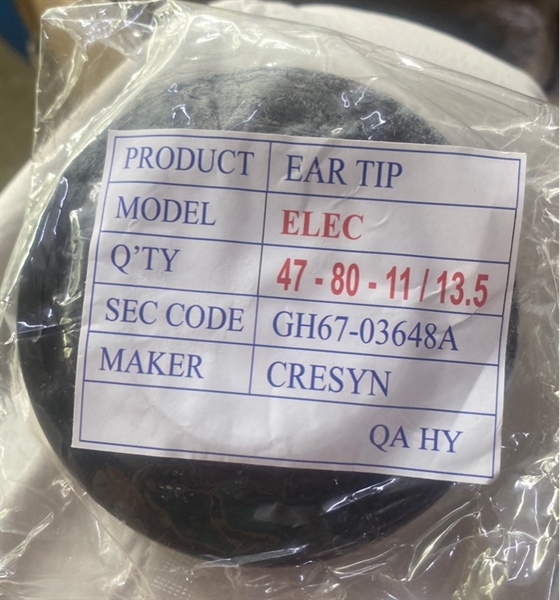 PRODUCT EAR TIP
MODEL ELEC
Q'TY 47 - 80 - 11 / 13.5
SEC CODE GH67-03648A
MAKER CRESYN
QA HY